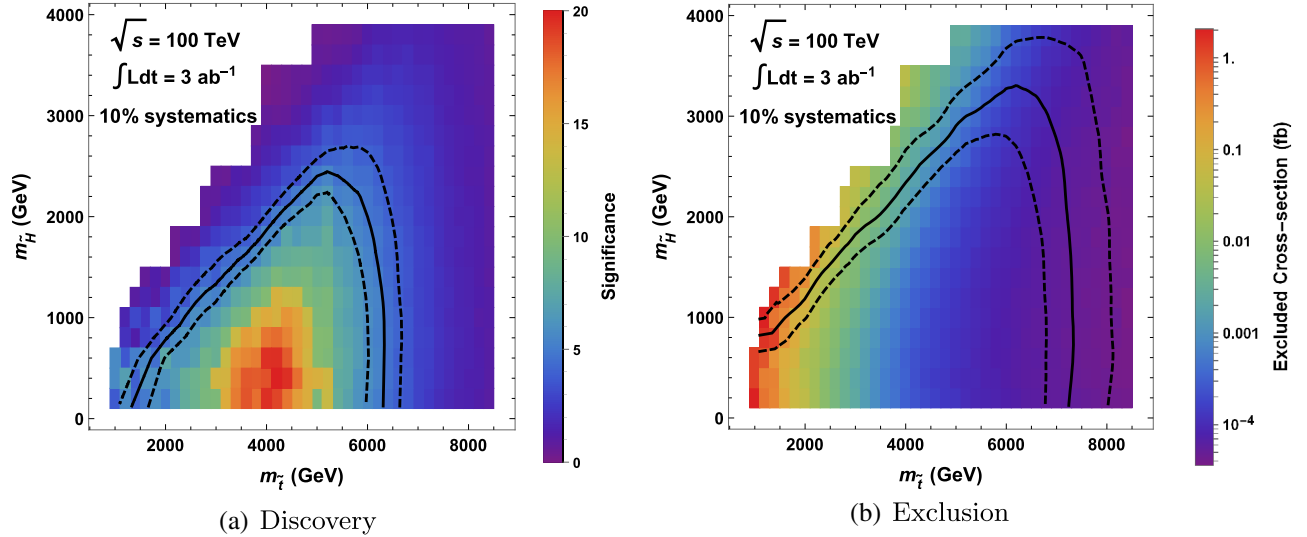 √s = 100 TeV
∫Ldt = 3 ab⁻¹
10% systematics
4000
3000
2000
1000
0
m_H̃ (GeV)
2000 4000 6000 8000
m_t̃ (GeV)
20
15
10
5
0
Significance
(a) Discovery
√s = 100 TeV
∫Ldt = 3 ab⁻¹
10% systematics
4000
3000
2000
1000
0
m_H̃ (GeV)
2000 4000 6000 8000
m_t̃ (GeV)
1.
0.1
0.01
0.001
10⁻⁴
Excluded Cross-section (fb)
(b) Exclusion